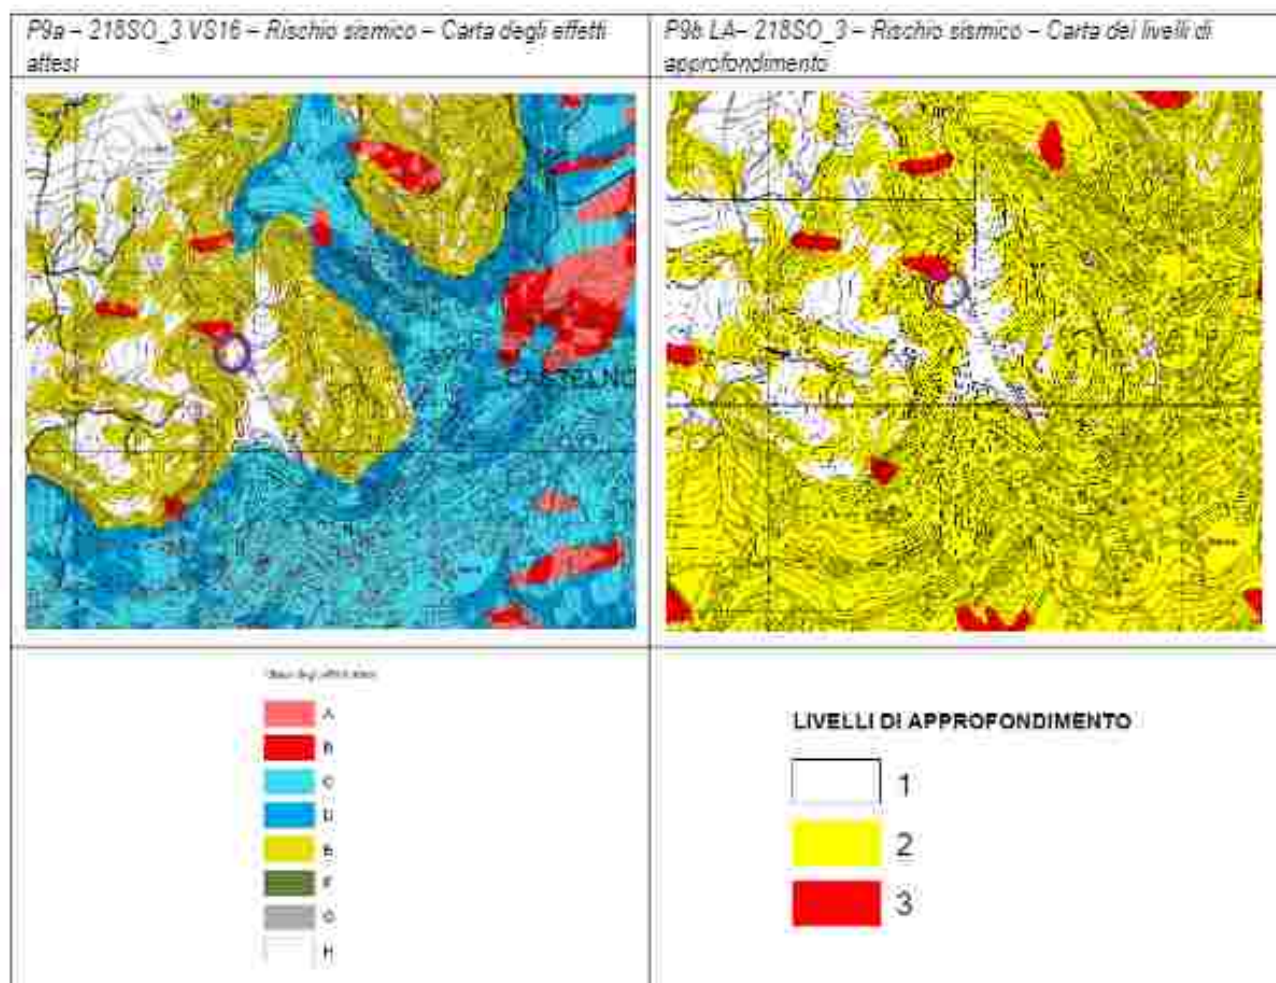 P9a – 218SO_3.VS16 – Rischio sismico – Carta degli effetti
attesi
P9b LA– 218SO_3 – Rischio sismico – Carta dei livelli di
approfondimento
A
B
C
D
E
F
G
H
LIVELLI DI APPROFONDIMENTO
1
2
3